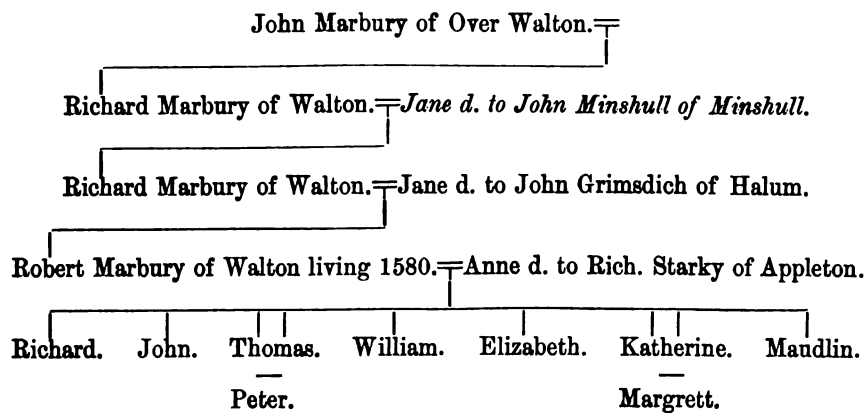 John Marbury of Over Walton.
Richard Marbury of Walton. Jane d. to John Minshull of Minshull.
Richard Marbury of Walton. Jane d. to John Grimsdich of Halum.
Robert Marbury of Walton living 1580. Anne d. to Rich. Starky of Appleton.
Richard. John. Thomas. William. Elizabeth. Katherine. Maudlin.
Peter. Margrett.